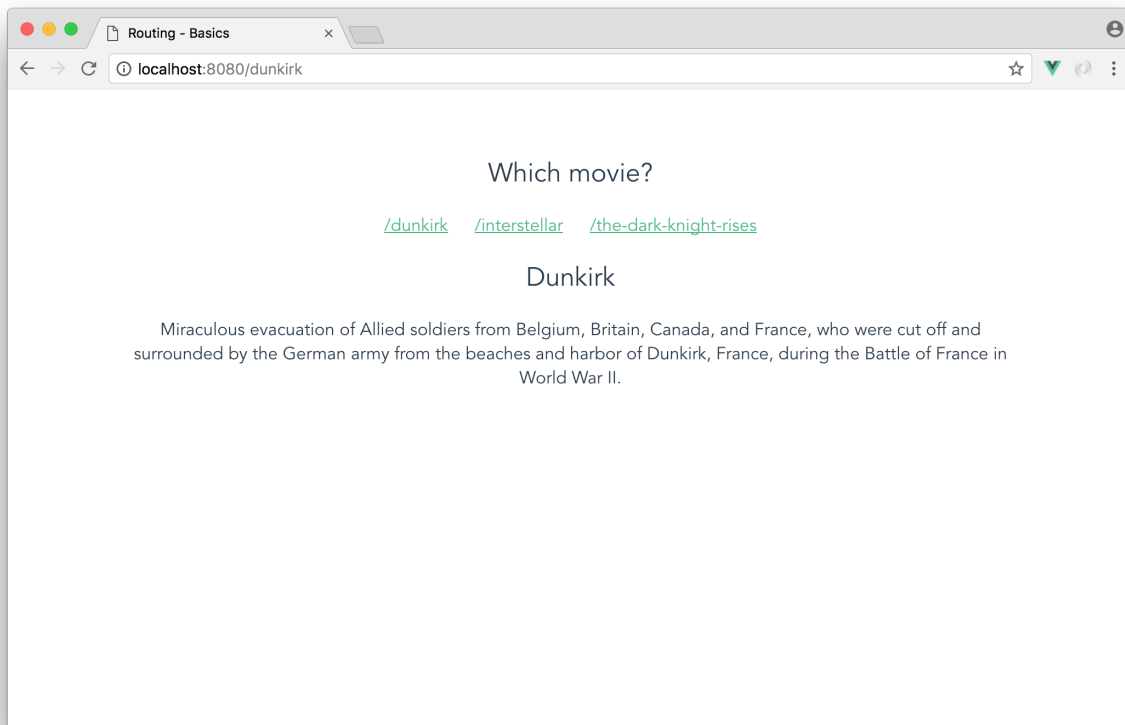 Routing - Basics
localhost:8080/dunkirk
Which movie?
/dunkirk /interstellar /the-dark-knight-rises
Dunkirk
Miraculous evacuation of Allied soldiers from Belgium, Britain, Canada, and France, who were cut off and
surrounded by the German army from the beaches and harbor of Dunkirk, France, during the Battle of France in
World War II.